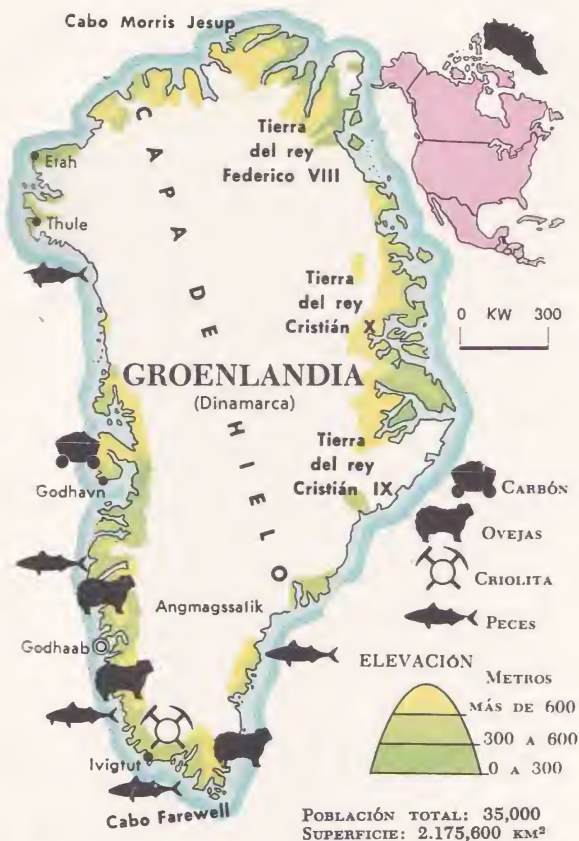 Cabo Morris Jesup
Tierra
del rey
Federico VIII
Etah
Thule
CAPA DE HIELO
Tierra
del rey
Cristián X
0 KW 300
GROENLANDIA
(Dinamarca)
Tierra
del rey
Cristián IX
Godhavn
CARBÓN
OVEJAS
CRIOLITA
PECES
Angmagssalik
Godhaab
ELEVACIÓN
METROS
MÁS DE 600
300 A 600
0 A 300
Ivigtut
Cabo Farewell
POBLACIÓN TOTAL: 35,000
SUPERFICIE: 2.175,600 KM²